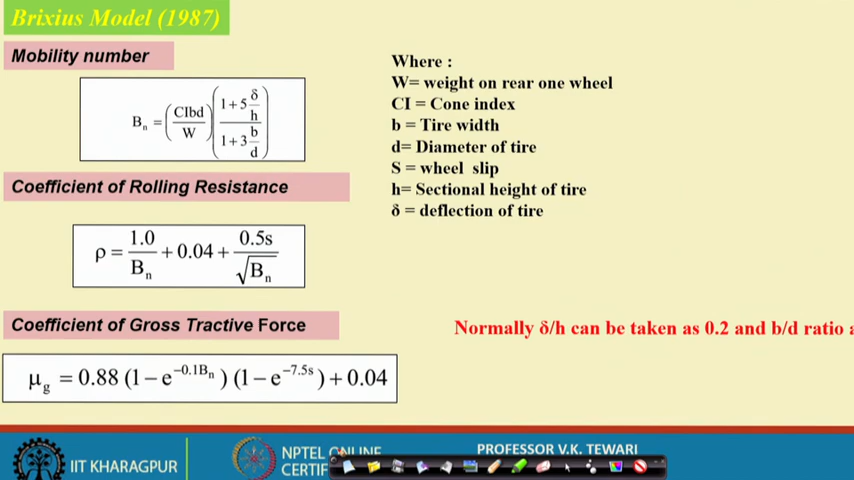 Brixius Model (1987)
Mobility number
B_n = (CIbd / W) ((1+5 δ/h) / (1+3 b/d))
Coefficient of Rolling Resistance
ρ = 1.0/B_n + 0.04 + 0.5s/√B_n
Coefficient of Gross Tractive Force
μ_g = 0.88 (1−e^−0.1B_n) (1−e^−7.5s) + 0.04
Where :
W= weight on rear one wheel
CI = Cone index
b = Tire width
d= Diameter of tire
S = wheel slip
h= Sectional height of tire
δ = deflection of tire
Normally δ/h can be taken as 0.2 and b/d ratio a
IIT KHARAGPUR
NPTEL ONLINE
CERTIF
PROFESSOR V.K. TEWARI